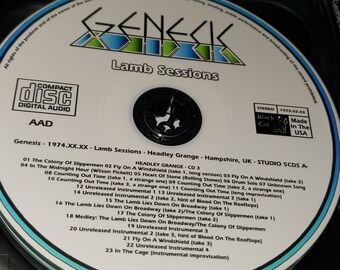 GENESIS
Lamb Sessions
COMPACT
disc
DIGITAL AUDIO
AAD
STEREO
1974.XX.XX
Black Cat
Made In The USA
Genesis - 1974.XX.XX - Lamb Sessions - Headley Grange - Hampshire, UK - STUDIO 5CDS A-
HEADLEY GRANGE - CD 3
01 The Colony Of Slippermen 02 Fly On A Windshield (take 1, long version) 03 Fly On A Windshield (take 2)
04 In The Midnight Hour (Wilson Pickett) 05 Heart Of Stone (Rolling Stones) 06 Drum Solo 07 Unknown Song
08 Counting Out Time (take 1, a strange one) 09 Counting Out Time (take 2, a strange one)
10 Counting Out Time (take 3, a strange one) 11 Counting Out Time (take 4)
12 Unreleased Instrumental 1 13 Unreleased Instrumental 2 (take 1)
14 Unreleased Instrumental 2 (take 2, hint of Blood On The Rooftops)
15 The Lamb Lies Down On Broadway (take 1)
16 The Lamb Lies Down On Broadway (take 2)/The Colony Of Slippermen
17 The Colony Of Slippermen (take 2)
18 Medley: The Lamb Lies Down On Broadway/The Colony Of Slippermen
19 Unreleased Instrumental 3
20 Unreleased Instrumental 2 (take 3, hint of Blood On The Rooftops)
21 Fly On A Windshield (take 3)
22 Unreleased Instrumental 4
23 In The Cage (Instrumental improvisation)